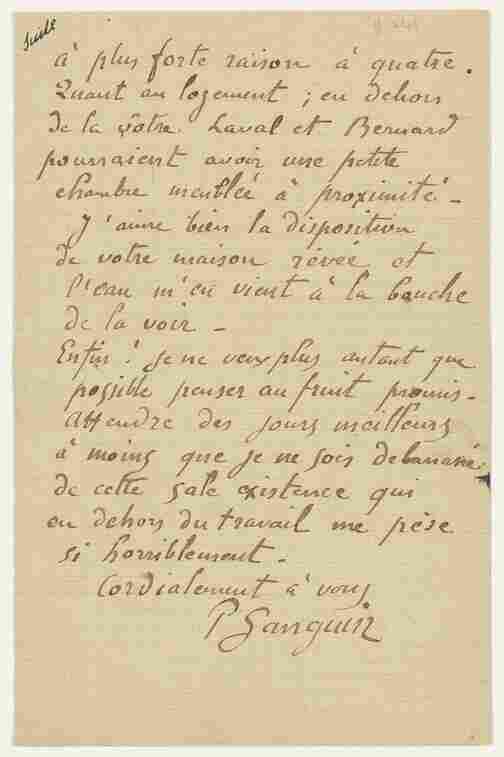 suite
à plus forte raison à quatre.
Quant au logement ; en dehors
de la vôtre Laval et Bernard
pourraient avoir une petite
chambre meublée à proximité -
J'aime bien la disposition
de votre maison rêvée et
l'eau m'en vient à la bouche
de la voir -
Enfin ! je ne veux plus autant que
possible penser au fruit promis -
Attendre des jours meilleurs
à moins que je ne sois débarrassé
de cette sale existence qui
en dehors du travail me pèse
si horriblement -
Cordialement à vous
P Gauguin